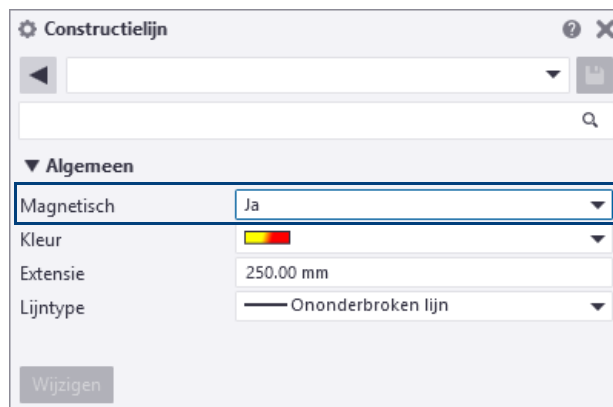 Constructielijn
Algemeen
Magnetisch Ja
Kleur
Extensie 250.00 mm
Lijntype Ononderbroken lijn
Wijzigen